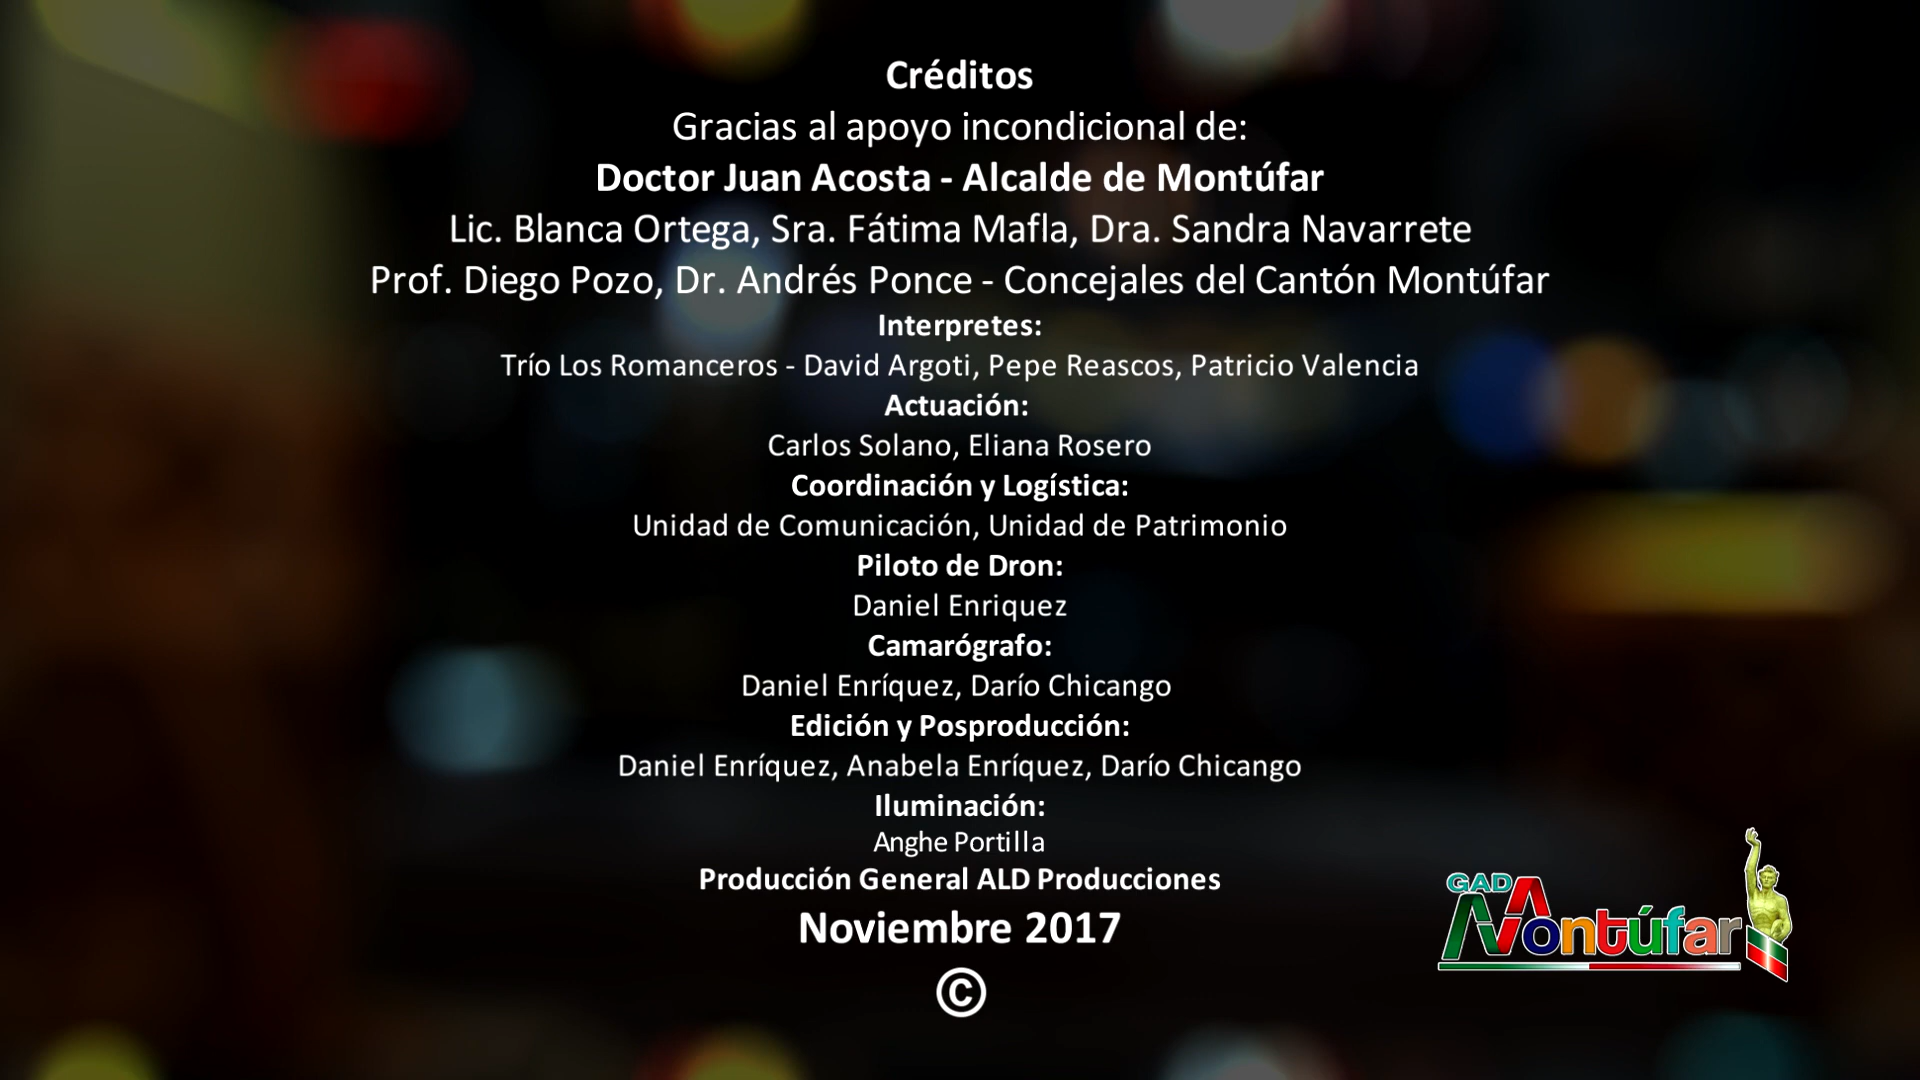 Créditos
Gracias al apoyo incondicional de:
Doctor Juan Acosta - Alcalde de Montúfar
Lic. Blanca Ortega, Sra. Fátima Mafla, Dra. Sandra Navarrete
Prof. Diego Pozo, Dr. Andrés Ponce - Concejales del Cantón Montúfar
Interpretes:
Trío Los Romanceros - David Argoti, Pepe Reascos, Patricio Valencia
Actuación:
Carlos Solano, Eliana Rosero
Coordinación y Logística:
Unidad de Comunicación, Unidad de Patrimonio
Piloto de Dron:
Daniel Enriquez
Camarógrafo:
Daniel Enríquez, Darío Chicango
Edición y Posproducción:
Daniel Enríquez, Anabela Enríquez, Darío Chicango
Iluminación:
Anghe Portilla
Producción General ALD Producciones
Noviembre 2017
©
GAD
Montúfar